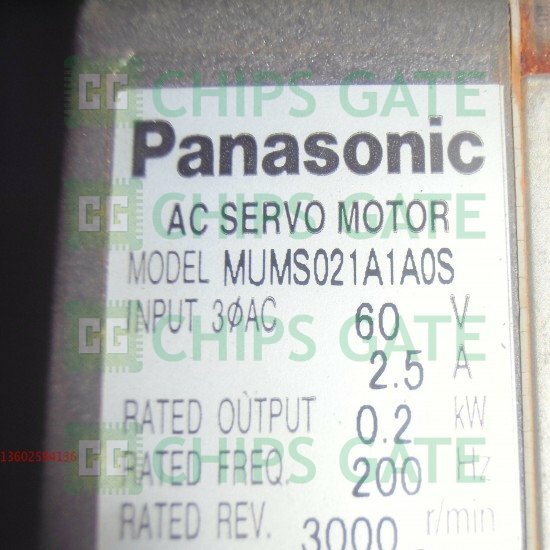 CHIPS GATE
Panasonic
CHIPS GATE
AC SERVO MOTOR
MODEL MUMS021A1A0S
INPUT 3φAC 60 V
CHIPS GATE
2.5 A
RATED OUTPUT 0.2 kW
13602594136
RATED FREQ. 200 Hz
CHIPS GATE
RATED REV. 3000 r/min